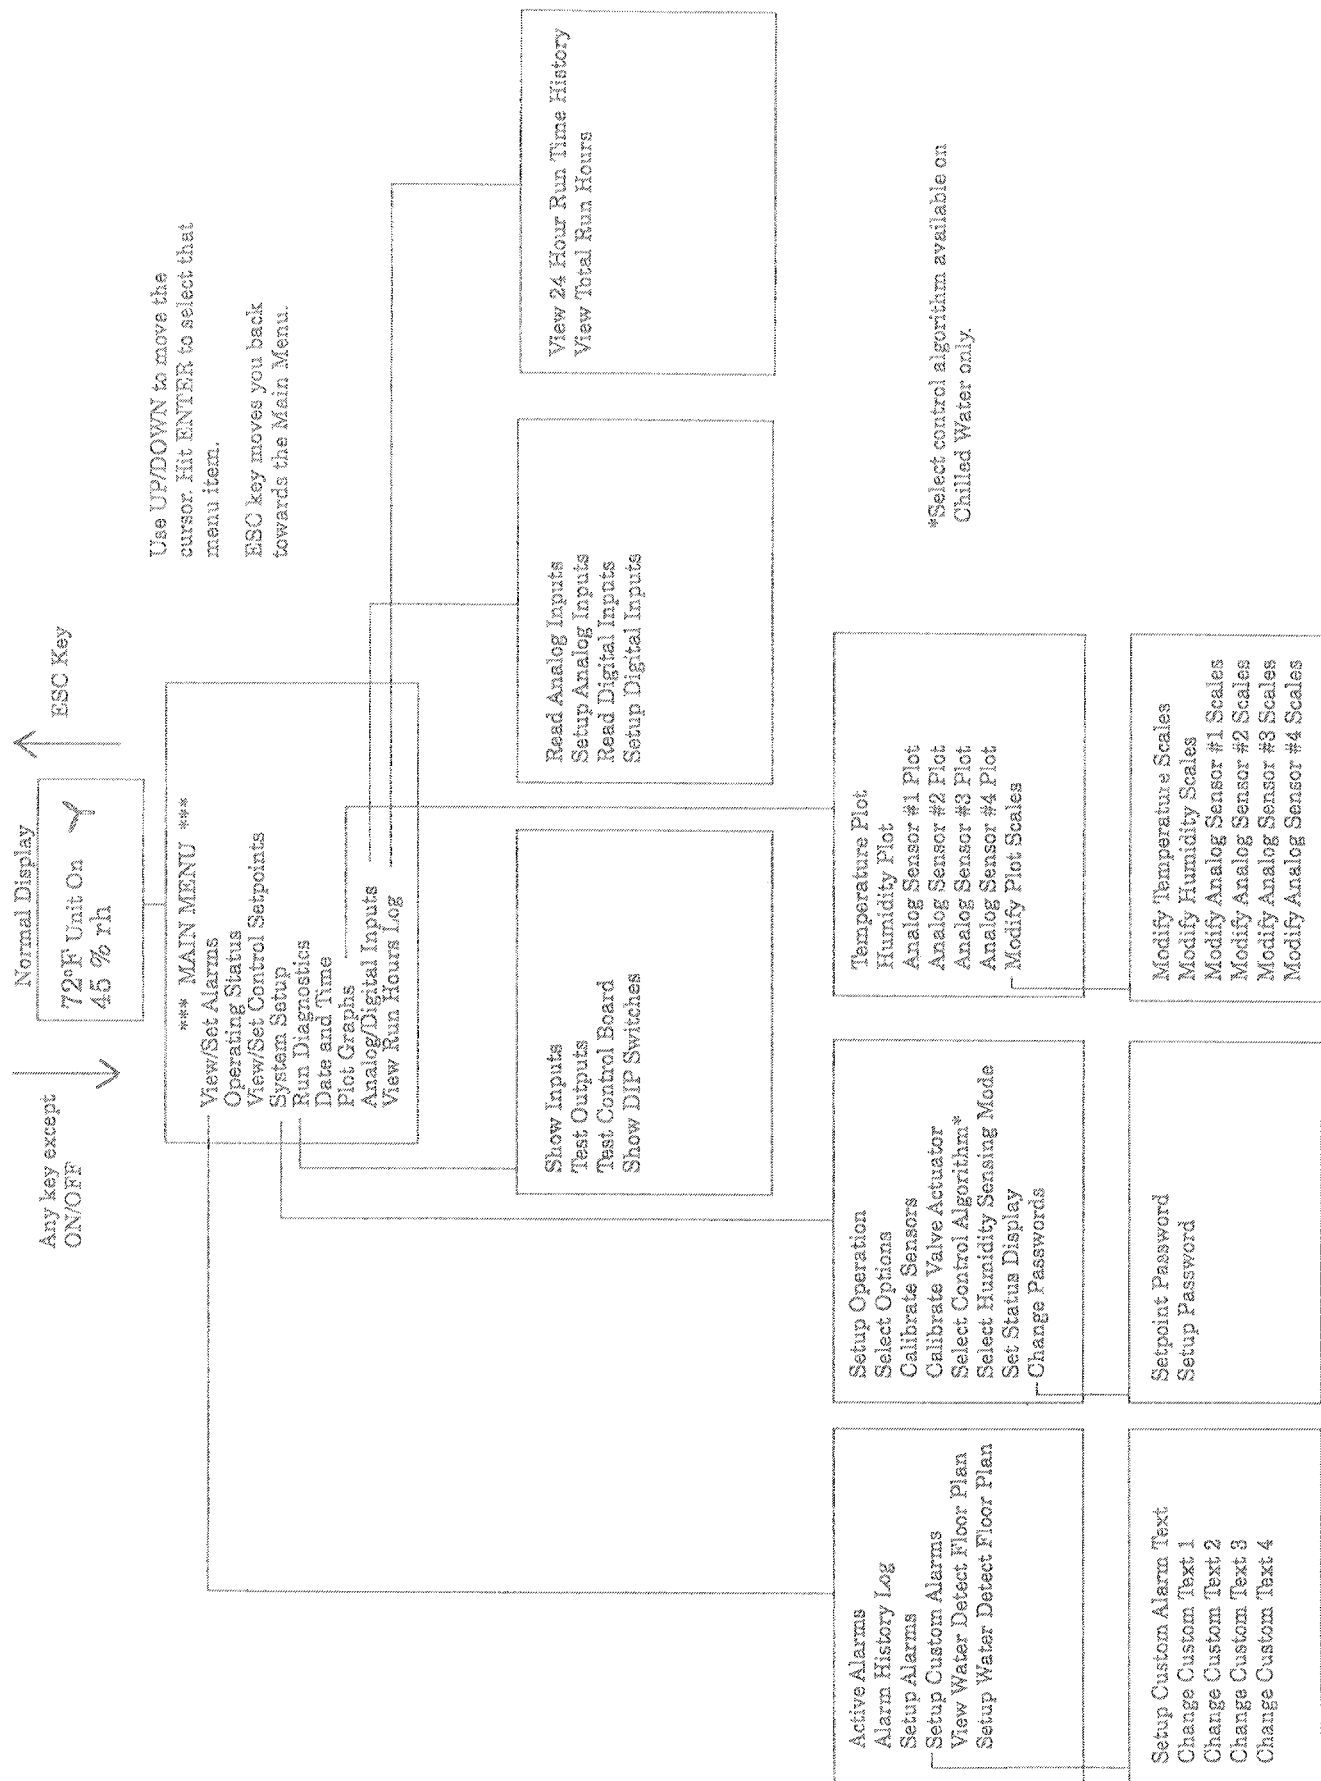 Normal Display
Any key except
ON/OFF
72°F Unit On
45 % rh
ESC Key
*** MAIN MENU ***
View/Set Alarms
Operating Status
View/Set Control Setpoints
System Setup
Run Diagnostics
Date and Time
Plot Graphs
Analog/Digital Inputs
View Run Hours Log
Use UP/DOWN to move the
cursor. Hit ENTER to select that
menu item.
ESC key moves you back
towards the Main Menu.
Show Inputs
Test Outputs
Test Control Board
Show DIP Switches
Read Analog Inputs
Setup Analog Inputs
Read Digital Inputs
Setup Digital Inputs
View 24 Hour Run Time History
View Total Run Hours
Active Alarms
Alarm History Log
Setup Alarms
Setup Custom Alarms
View Water Detect Floor Plan
Setup Water Detect Floor Plan
Setup Operation
Select Options
Calibrate Sensors
Calibrate Valve Actuator
Select Control Algorithm*
Select Humidity Sensing Mode
Set Status Display
Change Passwords
Temperature Plot
Humidity Plot
Analog Sensor #1 Plot
Analog Sensor #2 Plot
Analog Sensor #3 Plot
Analog Sensor #4 Plot
Modify Plot Scales
*Select control algorithm available on
Chilled Water only.
Setup Custom Alarm Text
Change Custom Text 1
Change Custom Text 2
Change Custom Text 3
Change Custom Text 4
Setpoint Password
Setup Password
Modify Temperature Scales
Modify Humidity Scales
Modify Analog Sensor #1 Scales
Modify Analog Sensor #2 Scales
Modify Analog Sensor #3 Scales
Modify Analog Sensor #4 Scales